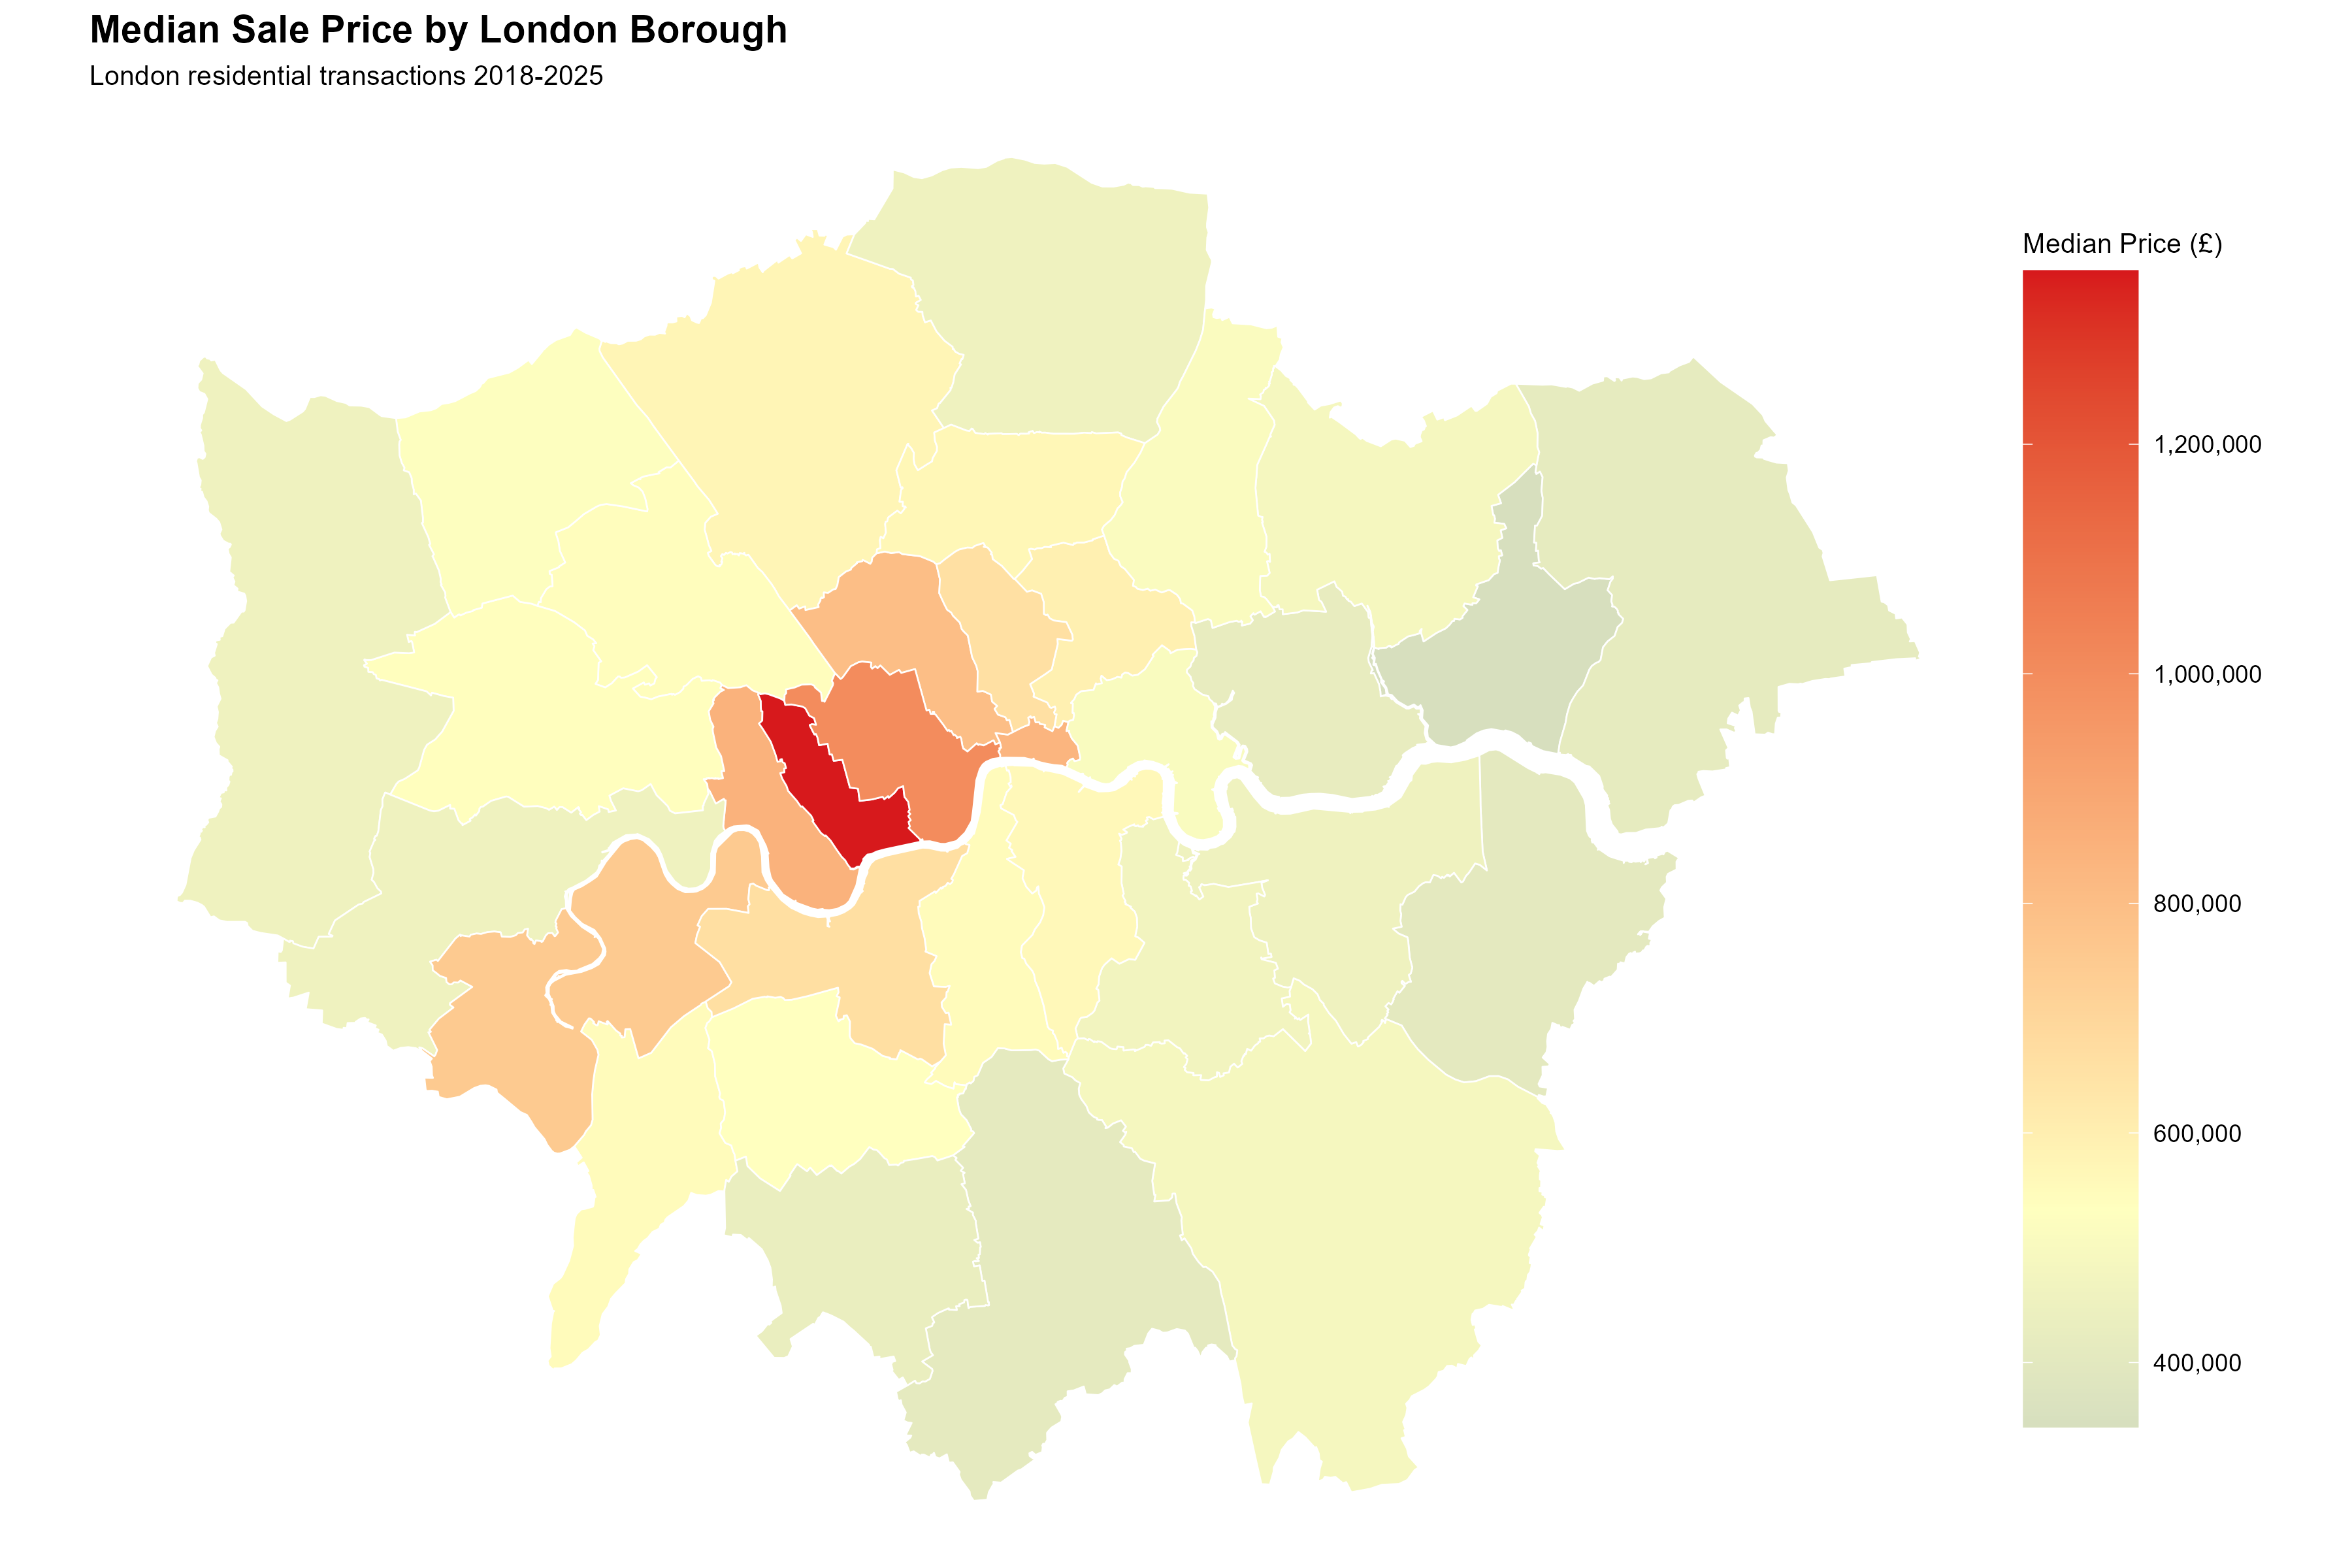 Median Sale Price by London Borough
London residential transactions 2018-2025
Median Price (£)
1,200,000
1,000,000
800,000
600,000
400,000